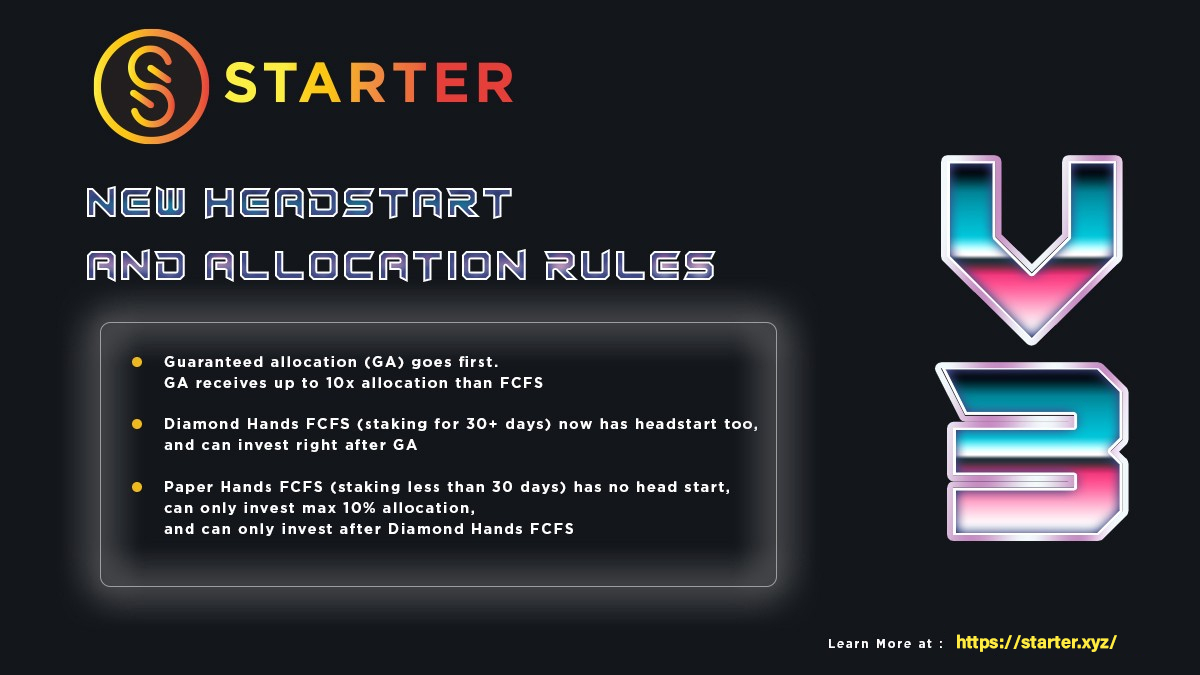 STARTER
NEW HEADSTART
AND ALLOCATION RULES
Guaranteed allocation (GA) goes first.
GA receives up to 10x allocation than FCFS
Diamond Hands FCFS (staking for 30+ days) now has headstart too,
and can invest right after GA
Paper Hands FCFS (staking less than 30 days) has no head start,
can only invest max 10% allocation,
and can only invest after Diamond Hands FCFS
V
3
Learn More at : https://starter.xyz/